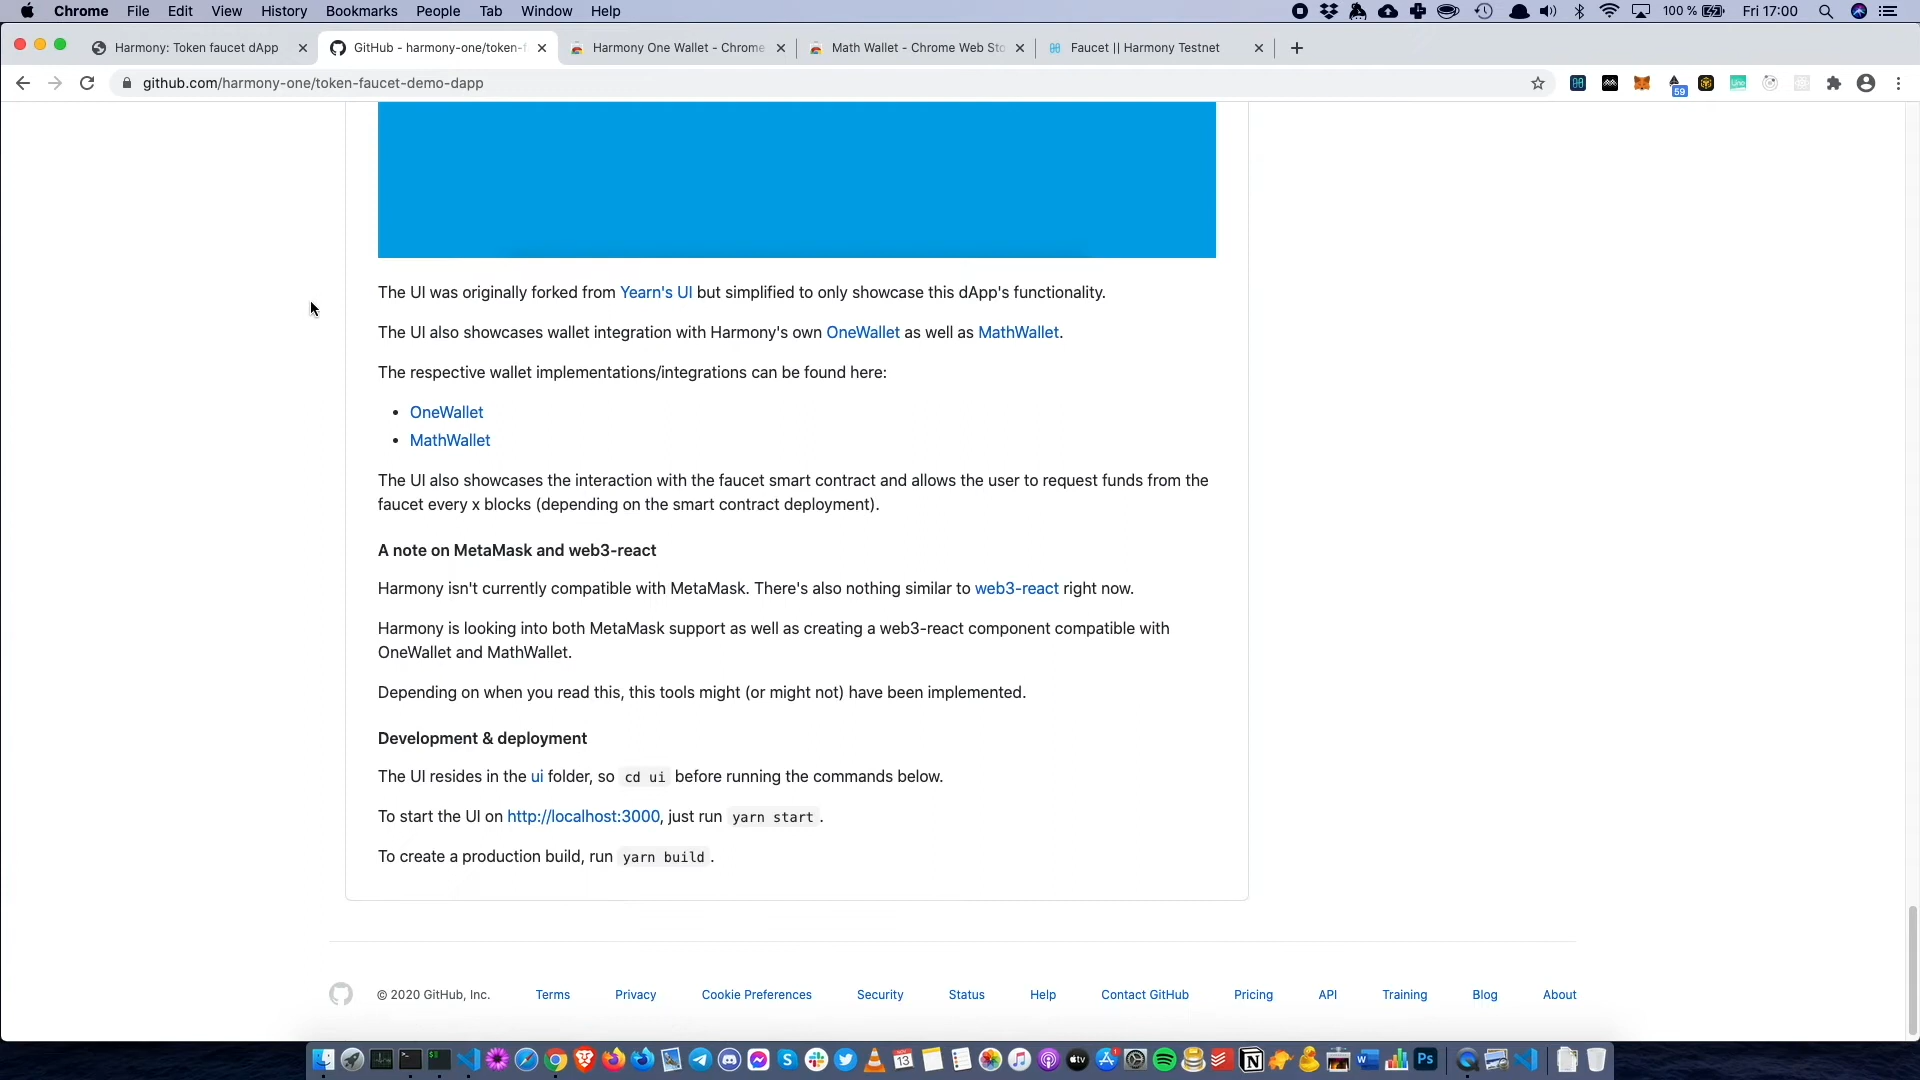 Chrome File Edit View History Bookmarks People Tab Window Help 100 % Fri 17:00
Harmony: Token faucet dApp GitHub - harmony-one/token-f Harmony One Wallet - Chrome Math Wallet - Chrome Web Sto Faucet || Harmony Testnet
github.com/harmony-one/token-faucet-demo-dapp 59
The UI was originally forked from Yearn's UI but simplified to only showcase this dApp's functionality.
The UI also showcases wallet integration with Harmony's own OneWallet as well as MathWallet.
The respective wallet implementations/integrations can be found here:
• OneWallet
• MathWallet
The UI also showcases the interaction with the faucet smart contract and allows the user to request funds from the
faucet every x blocks (depending on the smart contract deployment).
A note on MetaMask and web3-react
Harmony isn't currently compatible with MetaMask. There's also nothing similar to web3-react right now.
Harmony is looking into both MetaMask support as well as creating a web3-react component compatible with
OneWallet and MathWallet.
Depending on when you read this, this tools might (or might not) have been implemented.
Development & deployment
The UI resides in the ui folder, so cd ui before running the commands below.
To start the UI on http://localhost:3000, just run yarn start.
To create a production build, run yarn build.
© 2020 GitHub, Inc. Terms Privacy Cookie Preferences Security Status Help Contact GitHub Pricing API Training Blog About